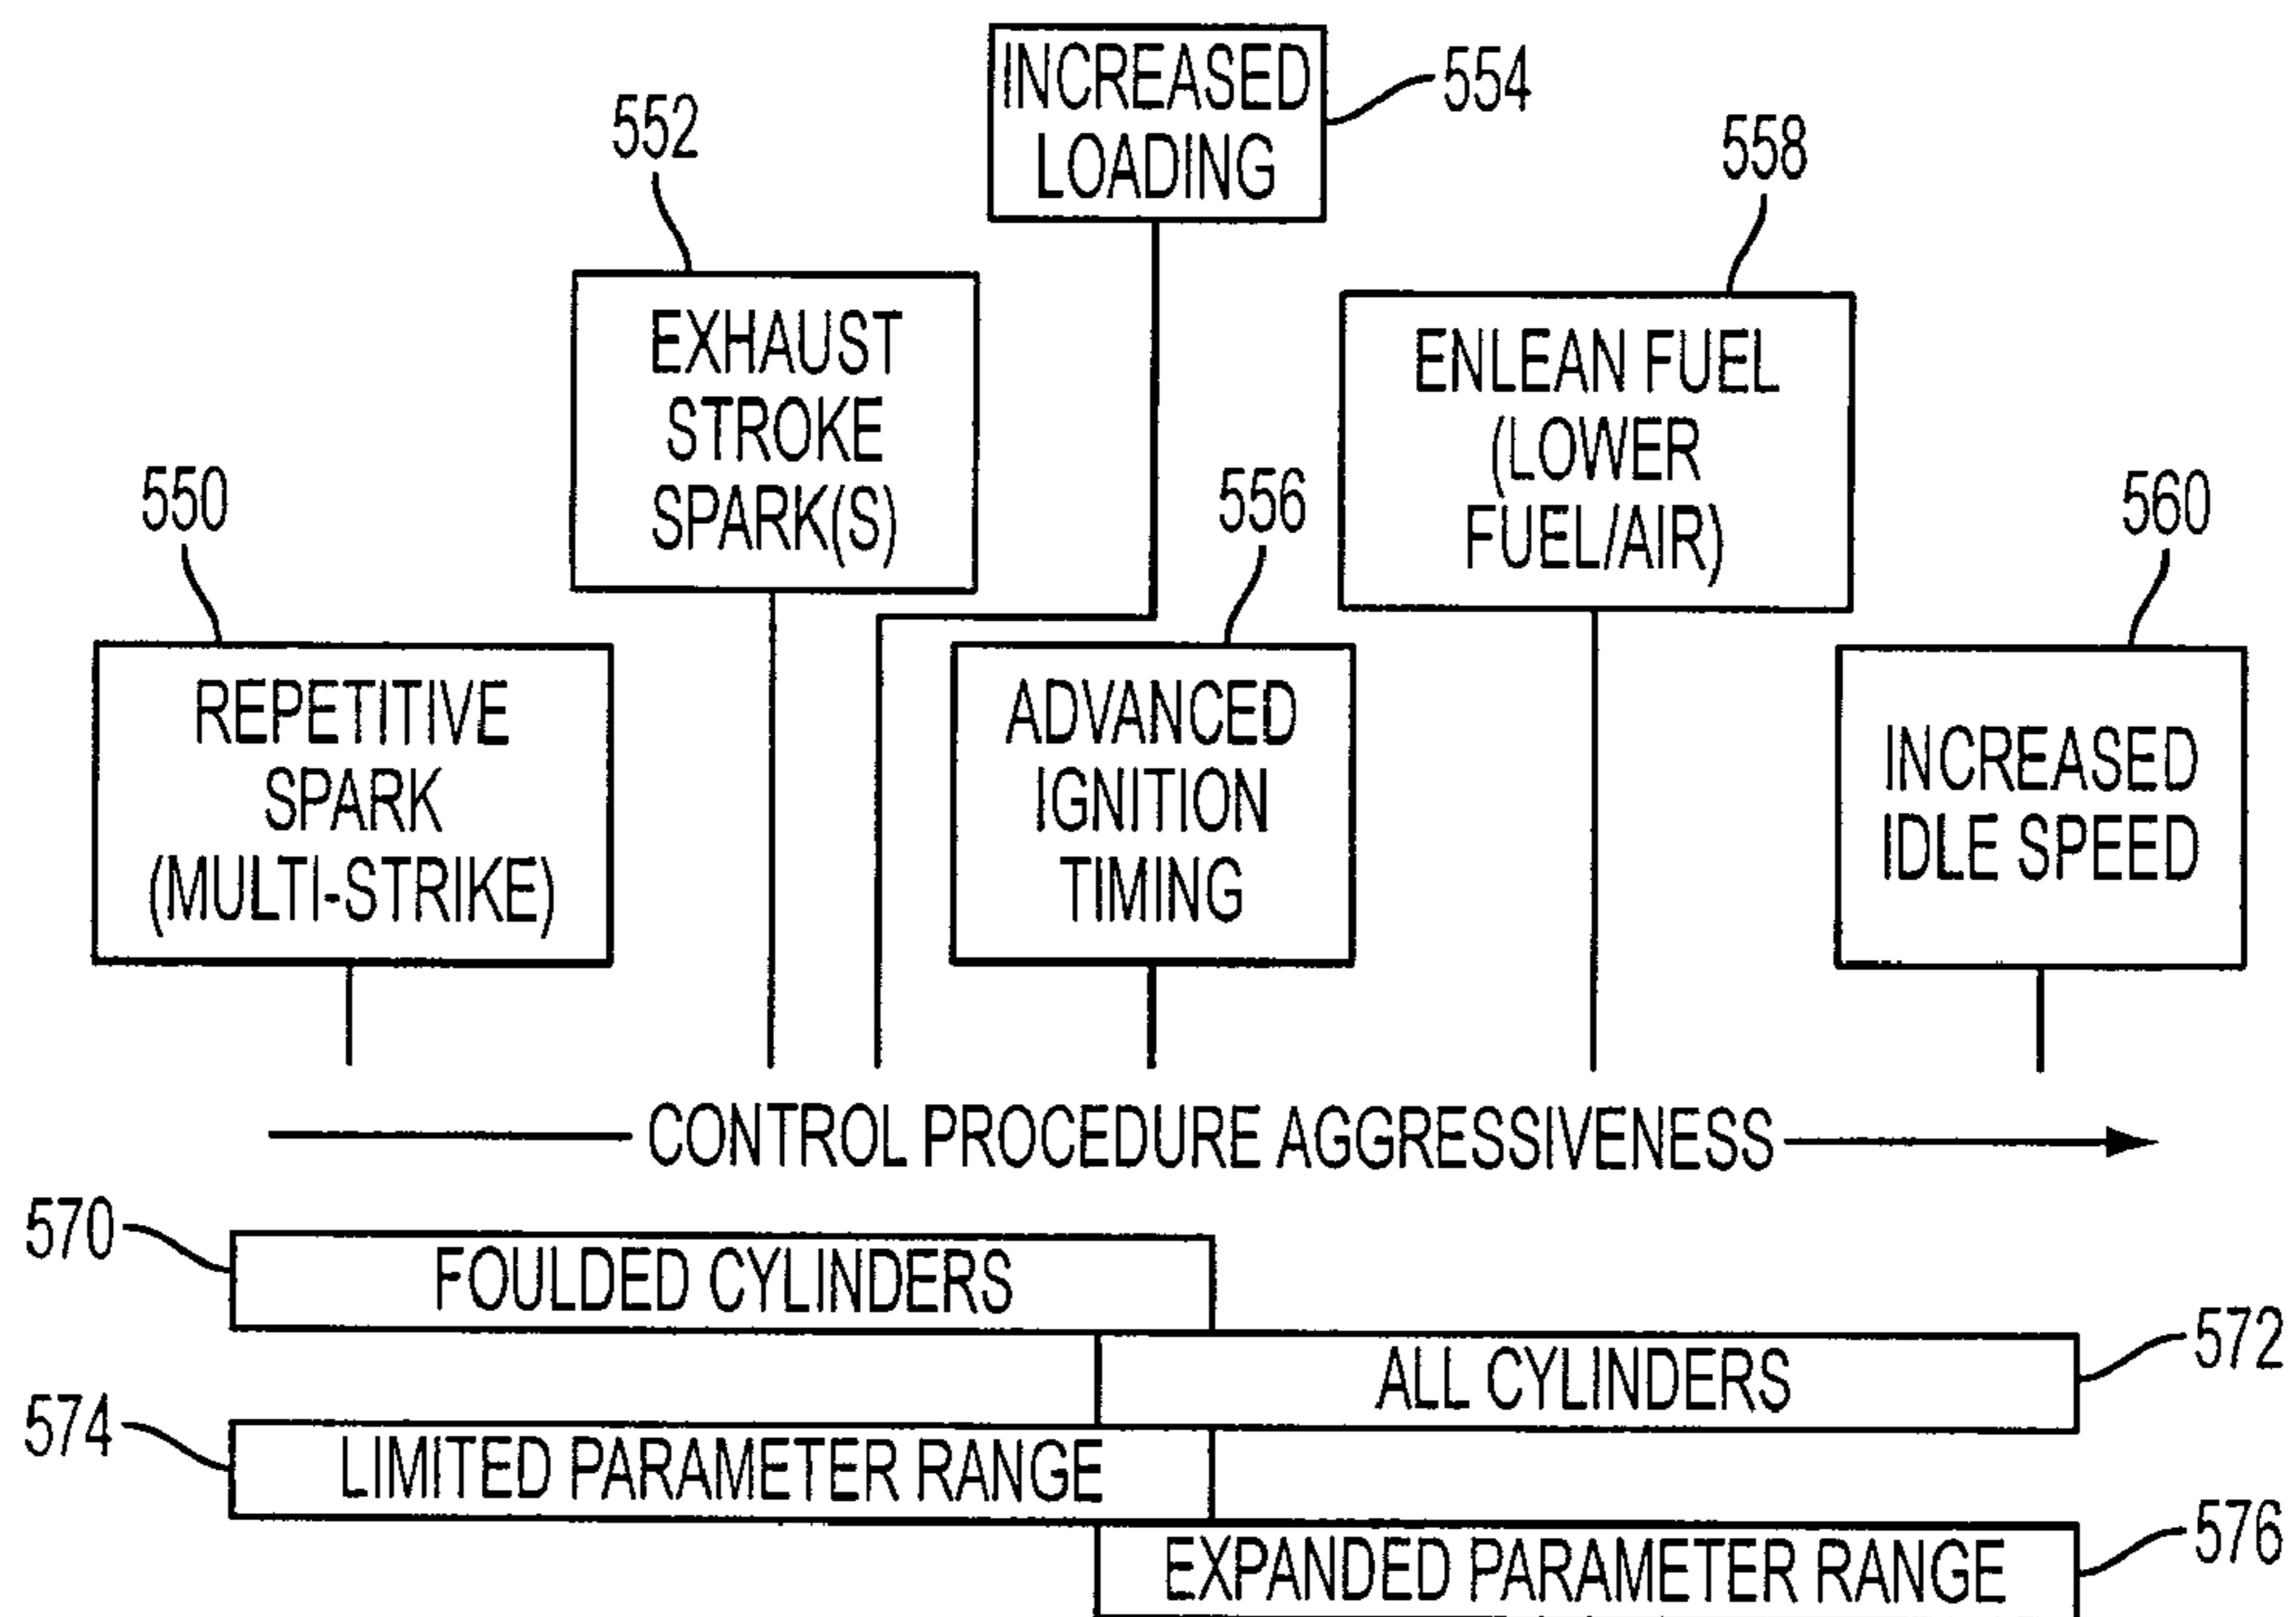 INCREASED
LOADING
554
552
558
EXHAUST
STROKE
SPARK(S)
ENLEAN FUEL
(LOWER
FUEL/AIR)
550
556
560
REPETITIVE
SPARK
(MULTI-STRIKE)
ADVANCED
IGNITION
TIMING
INCREASED
IDLE SPEED
CONTROL PROCEDURE AGGRESSIVENESS
570
FOULDED CYLINDERS
572
ALL CYLINDERS
574
LIMITED PARAMETER RANGE
576
EXPANDED PARAMETER RANGE